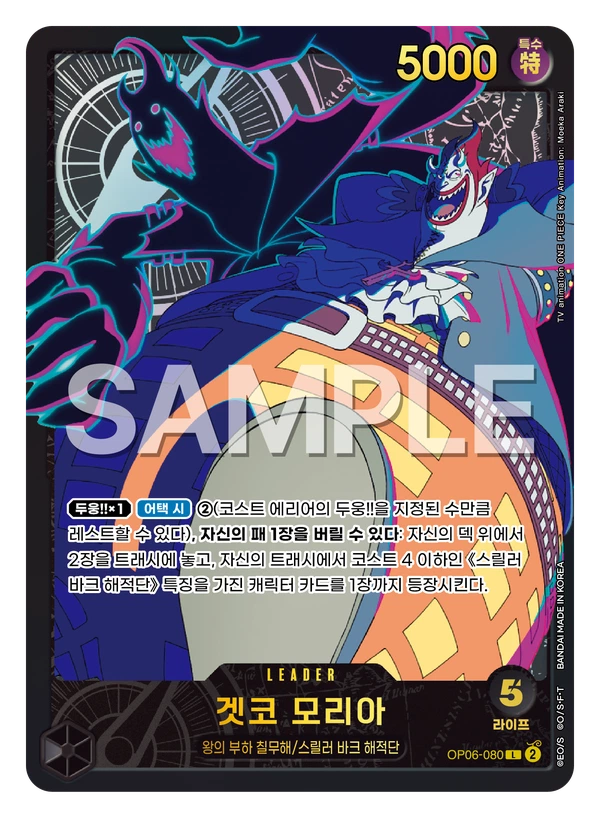 5000
특수
特
TV animation ONE PIECE Key Animation: Moeka Araki
SAMPLE
두웅!!×1 어택 시 ②(코스트 에리어의 두웅!!을 지정된 수만큼
레스트할 수 있다), 자신의 패 1장을 버릴 수 있다: 자신의 덱 위에서
2장을 트래시에 놓고, 자신의 트래시에서 코스트 4 이하인 《스릴러
바크 해적단》 특징을 가진 캐릭터 카드를 1장까지 등장시킨다.
LEADER
겟코 모리아
왕의 부하 칠무해/스릴러 바크 해적단
5
라이프
OP06-080 L 2
©EO/S ©O/S·F·T BANDAI MADE IN KOREA